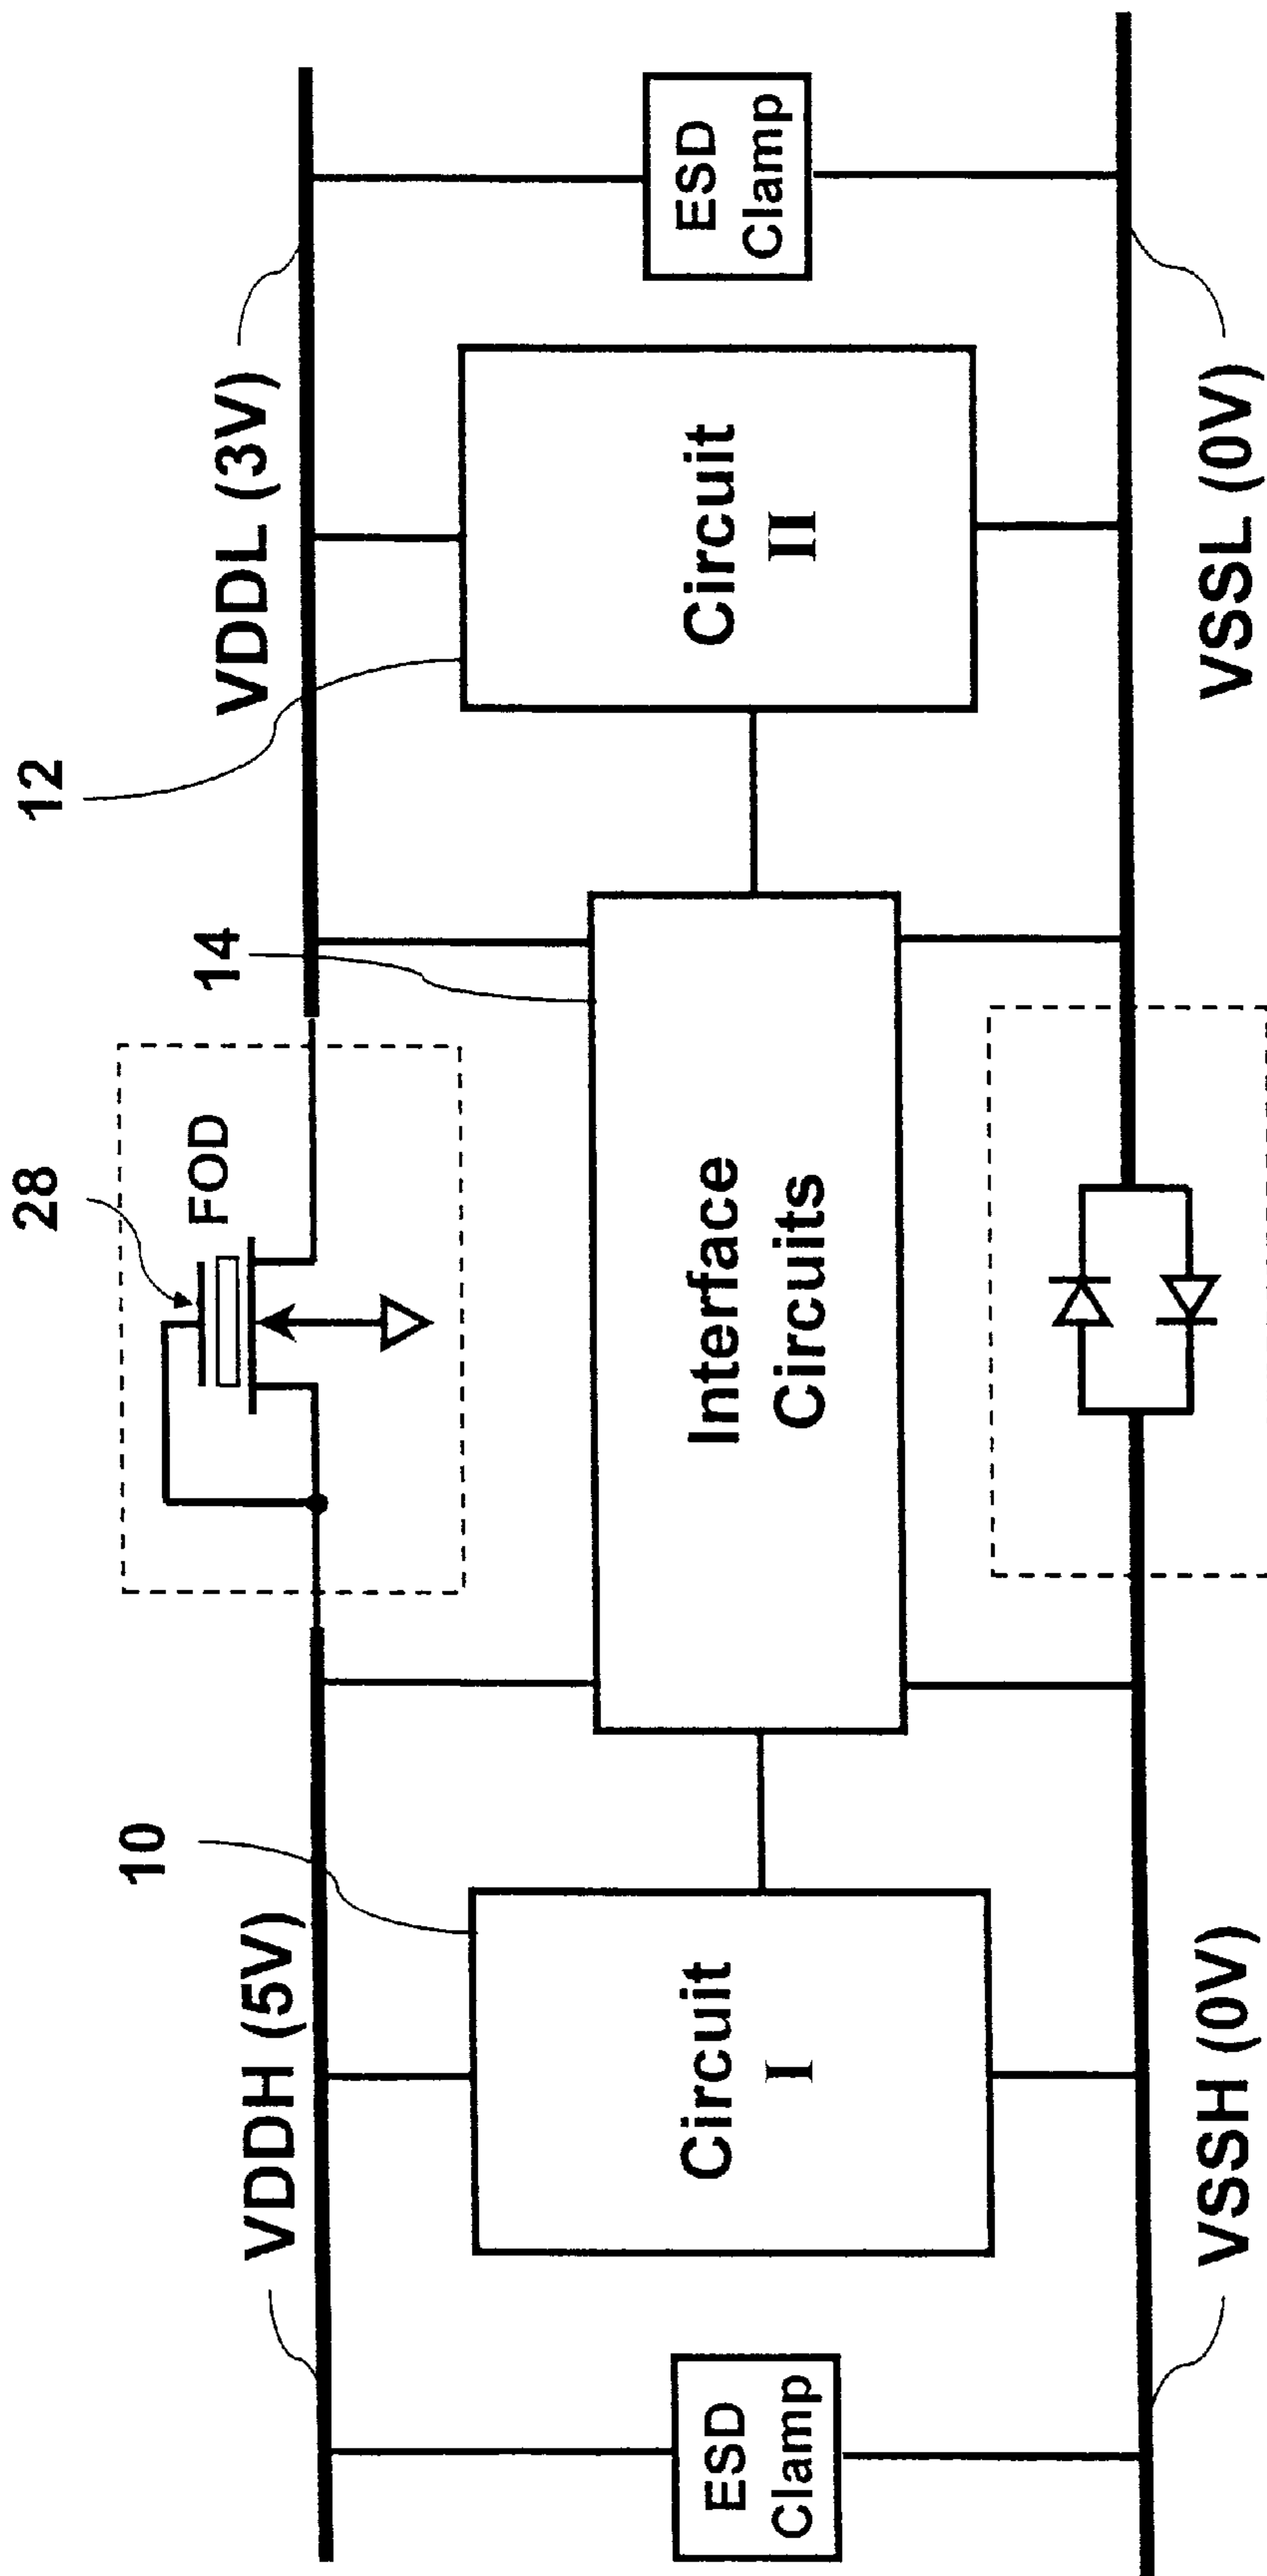 28
12
14
10
FOD
VDDH (5V)
VDDL (3V)
ESD
Clamp
Circuit
I
Interface
Circuits
Circuit
II
ESD
Clamp
VSSH (0V)
VSSL (0V)